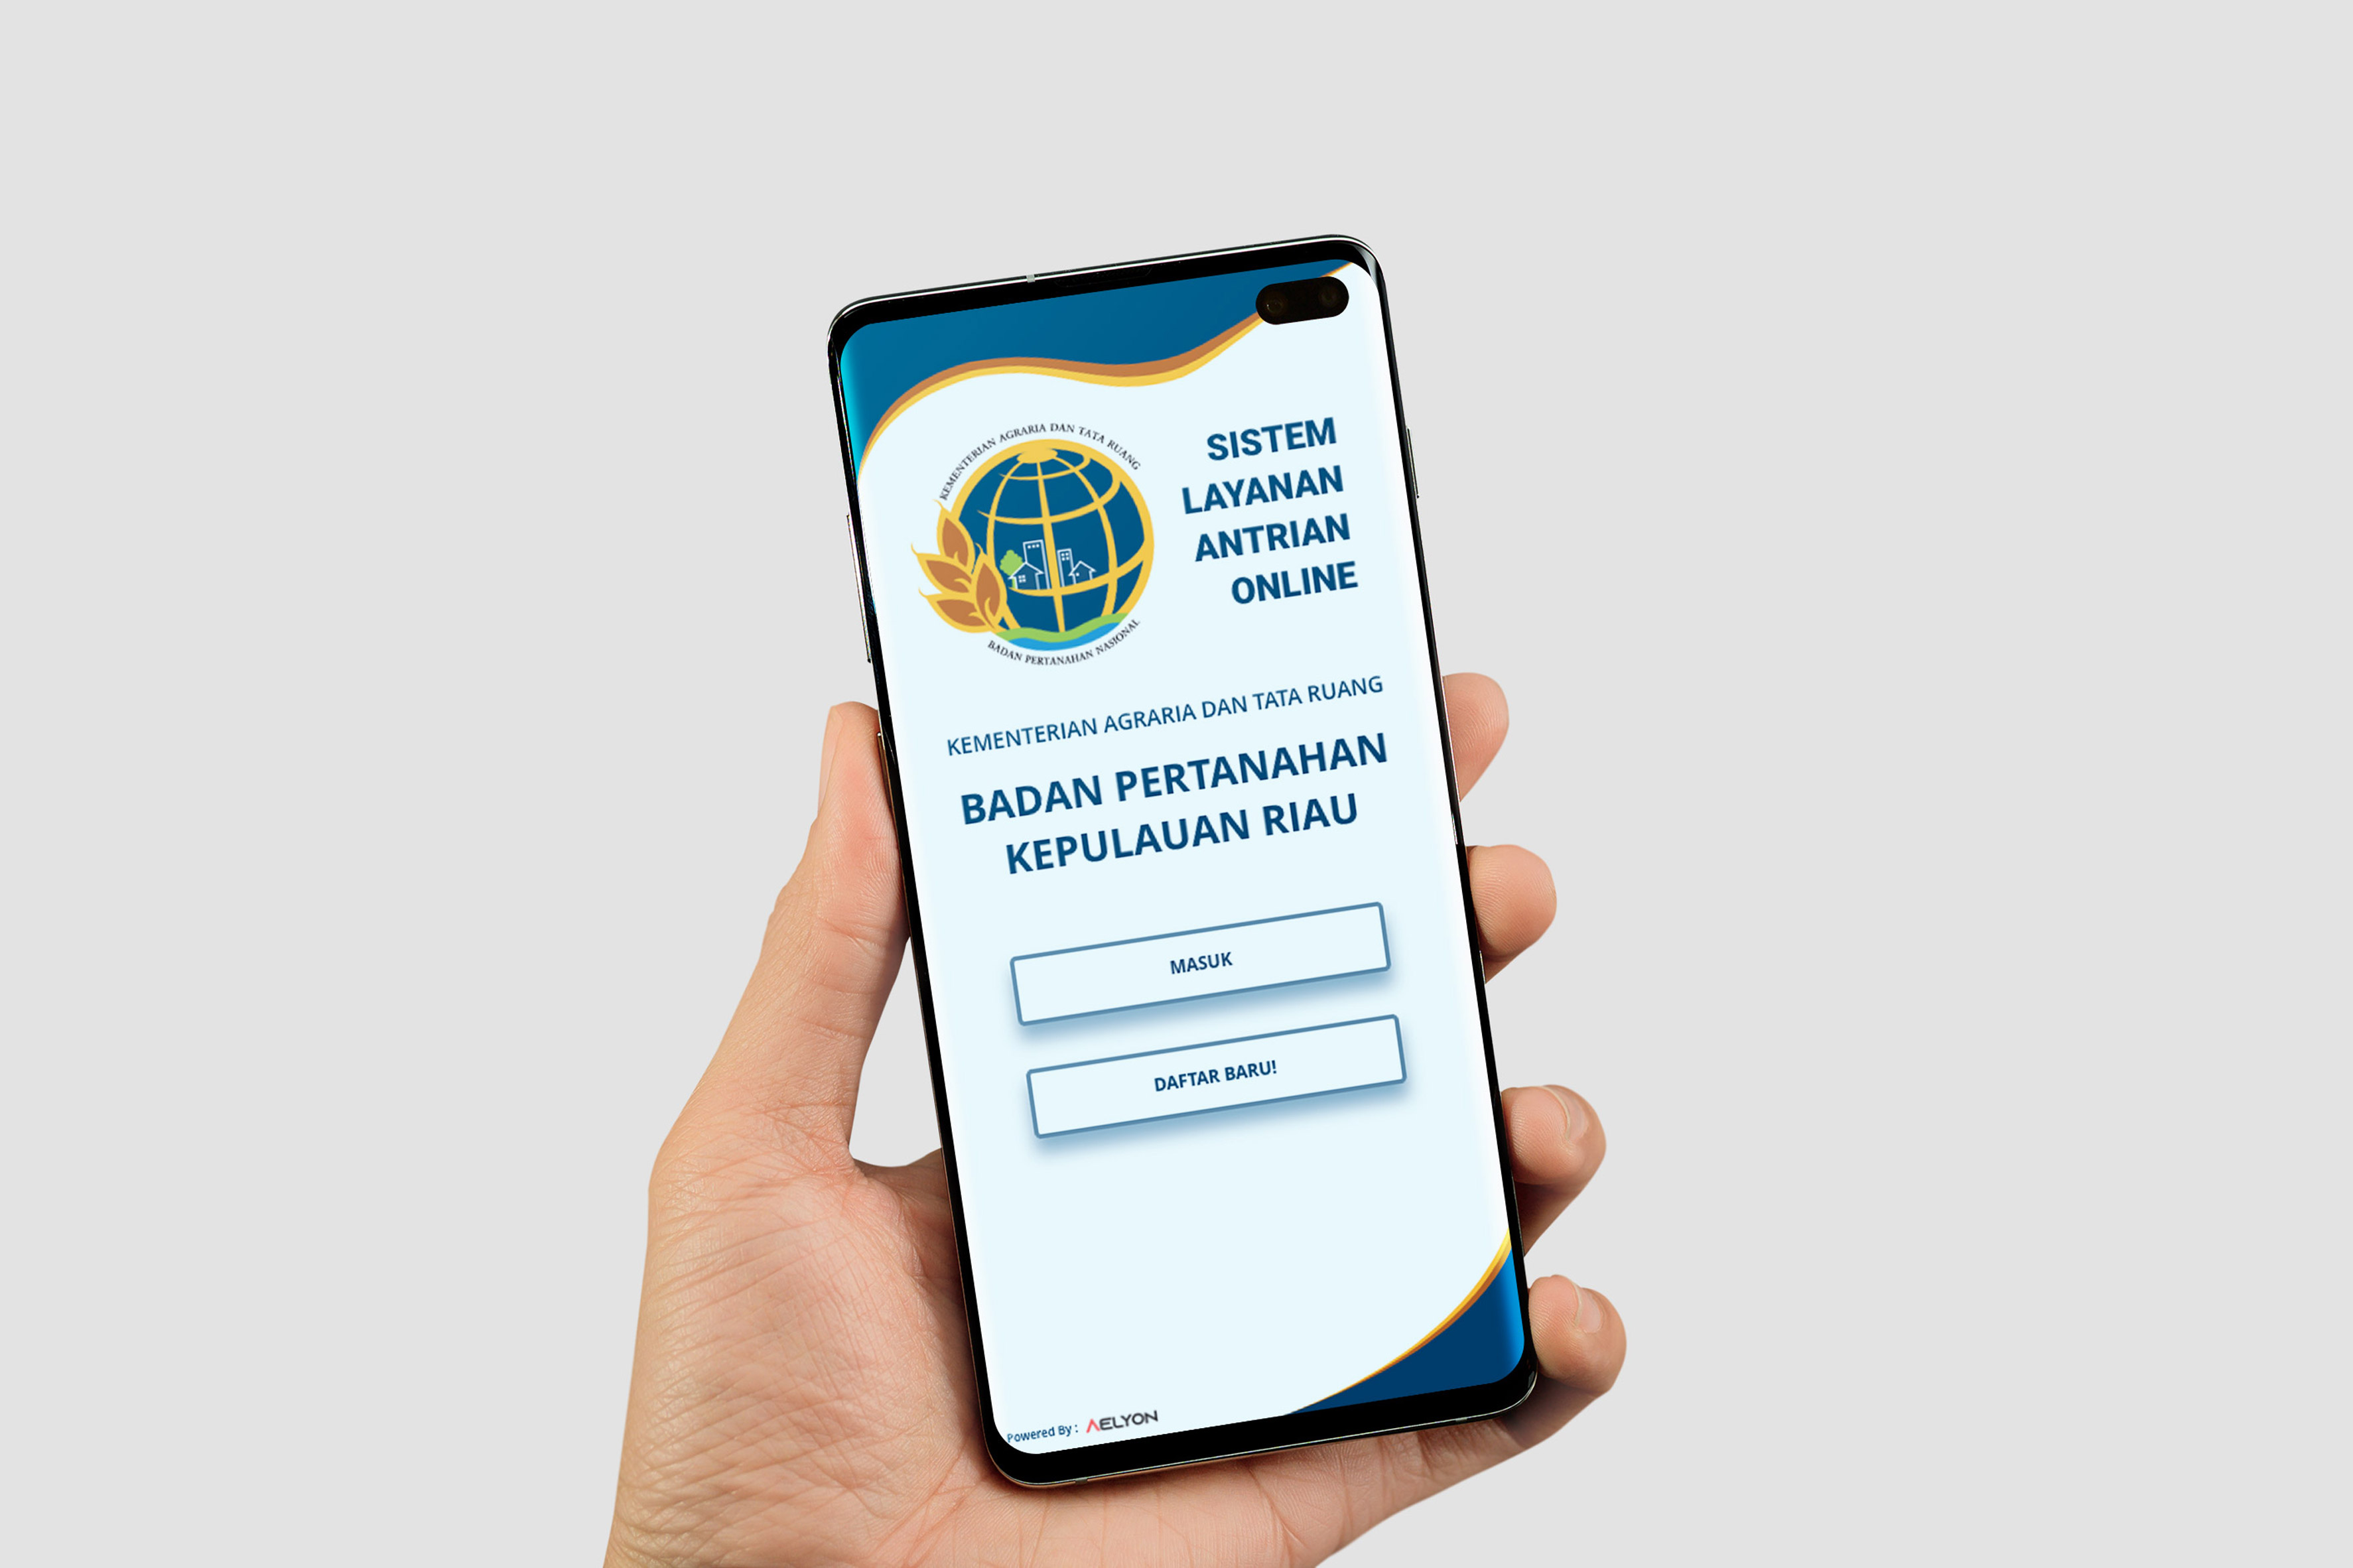 KEMENTERIAN AGRARIA DAN TATA RUANG
BADAN PERTANAHAN NASIONAL
SISTEM
LAYANAN
ANTRIAN
ONLINE
KEMENTERIAN AGRARIA DAN TATA RUANG
BADAN PERTANAHAN
KEPULAUAN RIAU
MASUK
DAFTAR BARU!
Powered By : AELYON